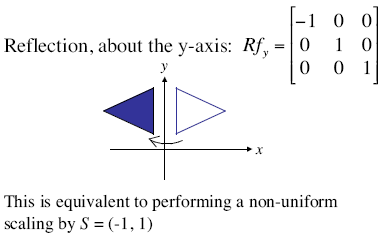 Reflection, about the y-axis: Rf_y = [−1 0 0
0 1 0
0 0 1]
y
x
This is equivalent to performing a non-uniform
scaling by S = (-1, 1)